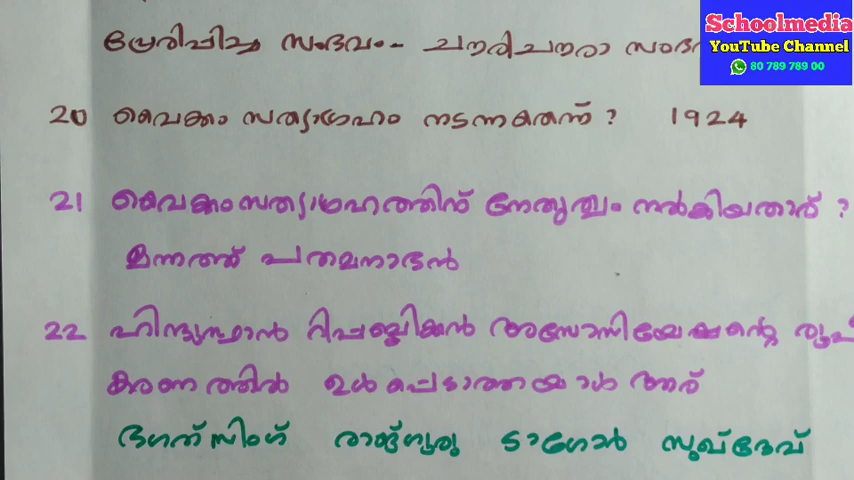 Schoolmedia
YouTube Channel
80 789 789 00
പ്രേരിപ്പിച്ച സംഭവം- ചൗരിചൗരാ
20 വൈക്കം സത്യാഗ്രഹം നടന്നതെന്ന്? 1924
21 വൈക്കംസത്യാഗ്രഹത്തിന് നേതൃത്വം നൽകിയതാര്?
മന്നത്ത് പത്മനാഭൻ
22 ഹിന്ദുസ്ഥാൻ റിപ്പബ്ലിക്കൻ അസോസിയേഷൻ്റെ രൂപീ
കരണത്തിൽ ഉൾപ്പെടാത്തയാൾ ആര്
ഭഗത്സിംഗ് രാജ്ഗുരു ടാഗോർ സുഖ്ദേവ്